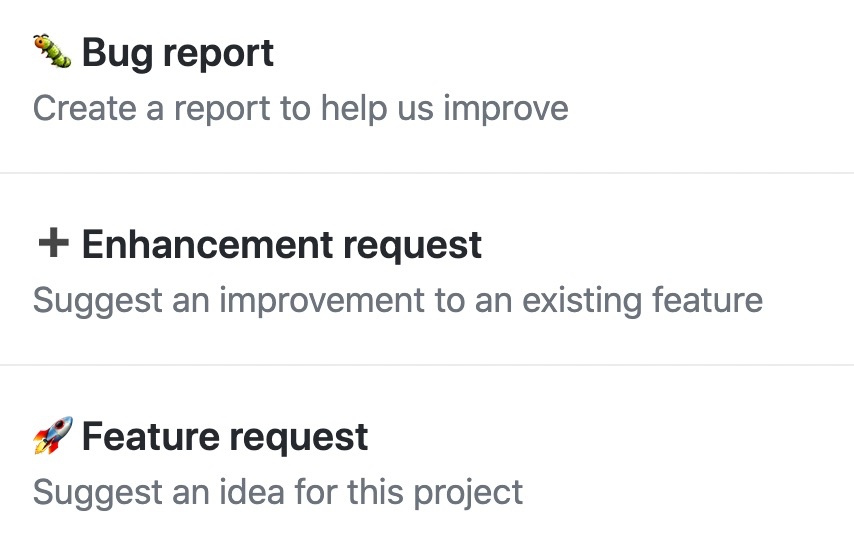 🐛 Bug report
Create a report to help us improve
➕ Enhancement request
Suggest an improvement to an existing feature
🚀 Feature request
Suggest an idea for this project